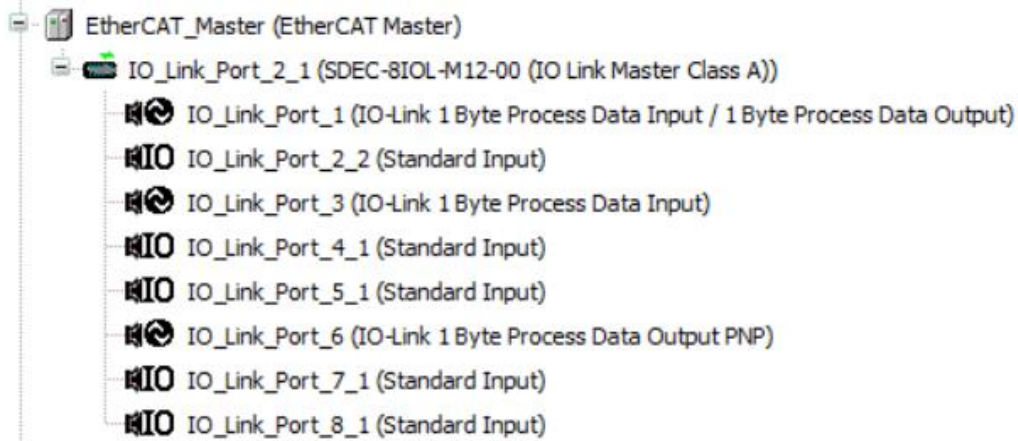 EtherCAT_Master (EtherCAT Master)
IO_Link_Port_2_1 (SDEC-8IOL-M12-00 (IO Link Master Class A))
IO_Link_Port_1 (IO-Link 1 Byte Process Data Input / 1 Byte Process Data Output)
IO IO_Link_Port_2_2 (Standard Input)
IO_Link_Port_3 (IO-Link 1 Byte Process Data Input)
IO IO_Link_Port_4_1 (Standard Input)
IO IO_Link_Port_5_1 (Standard Input)
IO_Link_Port_6 (IO-Link 1 Byte Process Data Output PNP)
IO IO_Link_Port_7_1 (Standard Input)
IO IO_Link_Port_8_1 (Standard Input)